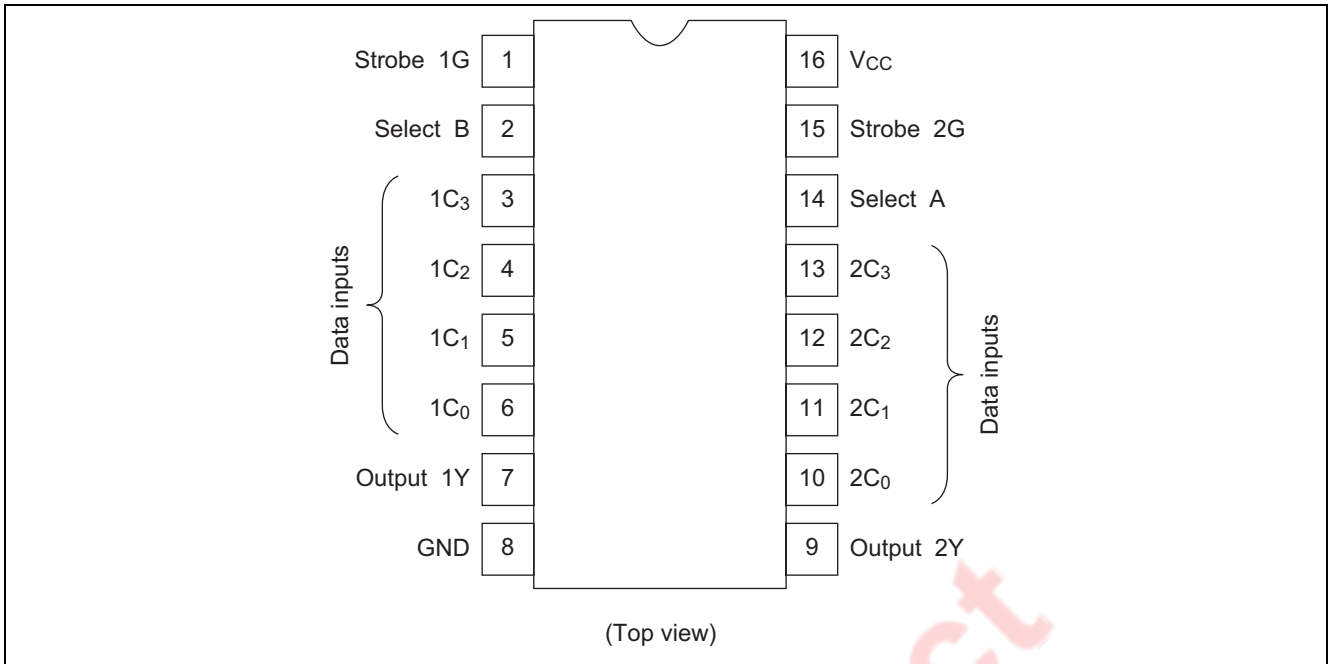 Strobe 1G 1 16 VCC
Select B 2 15 Strobe 2G
1C3 3 14 Select A
1C2 4 13 2C3
Data inputs
1C1 5 12 2C2
1C0 6 11 2C1
Data inputs
Output 1Y 7 10 2C0
GND 8 9 Output 2Y
(Top view)
ct